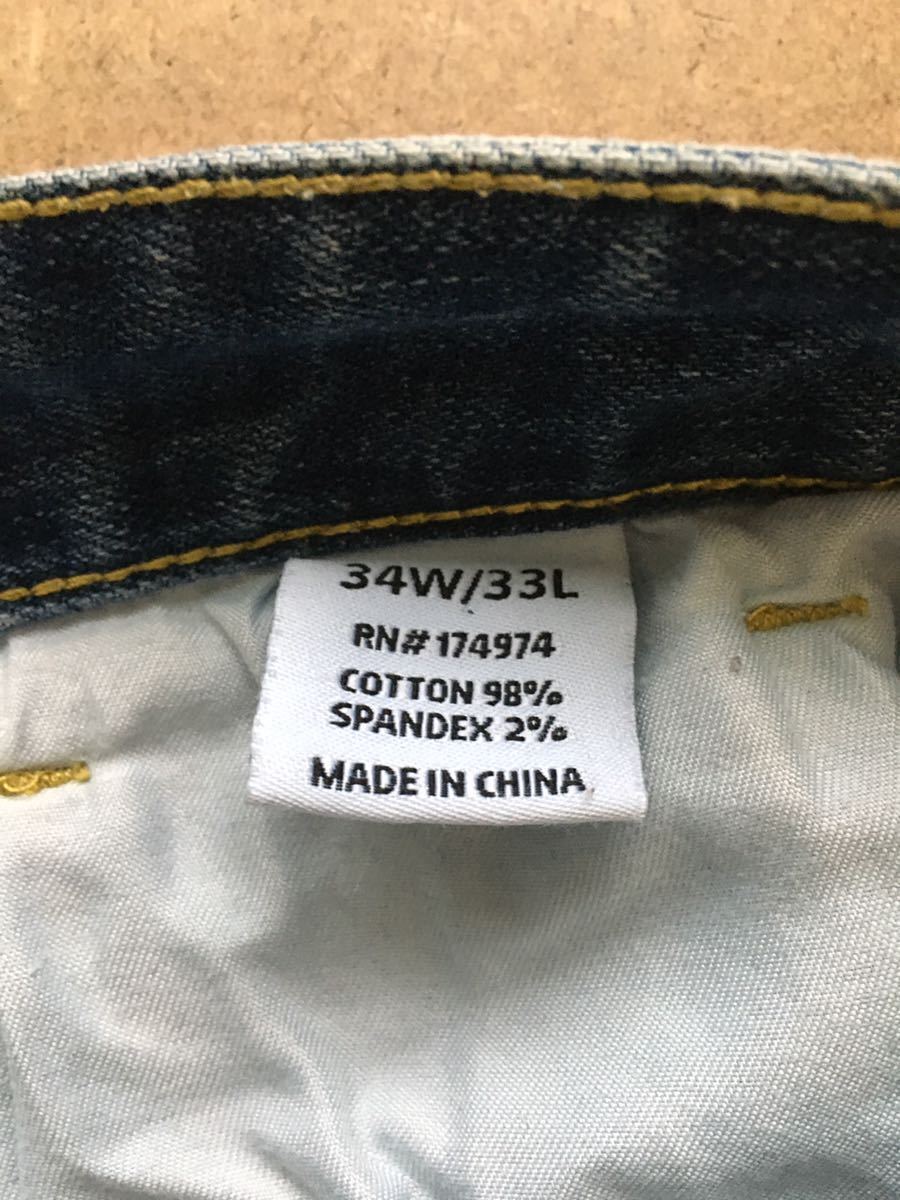 34W/33L
RN# 174974
COTTON 98%
SPANDEX 2%
MADE IN CHINA